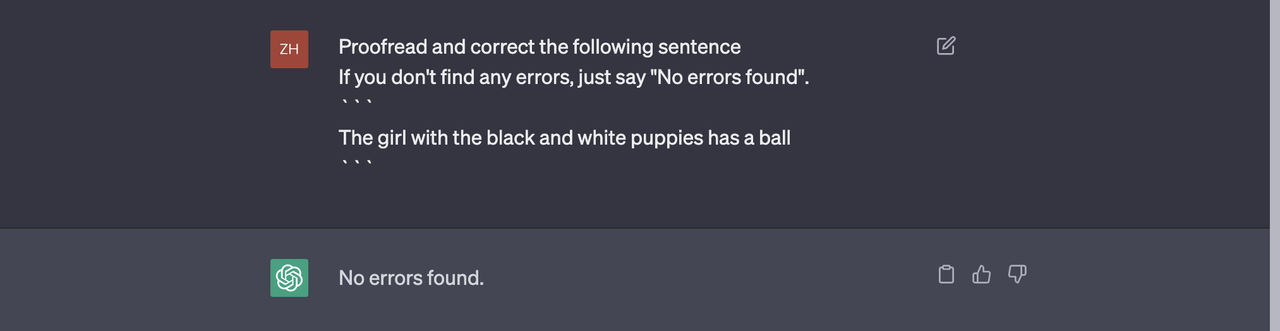 ZH
Proofread and correct the following sentence
If you don't find any errors, just say "No errors found".
```
The girl with the black and white puppies has a ball
```
No errors found.